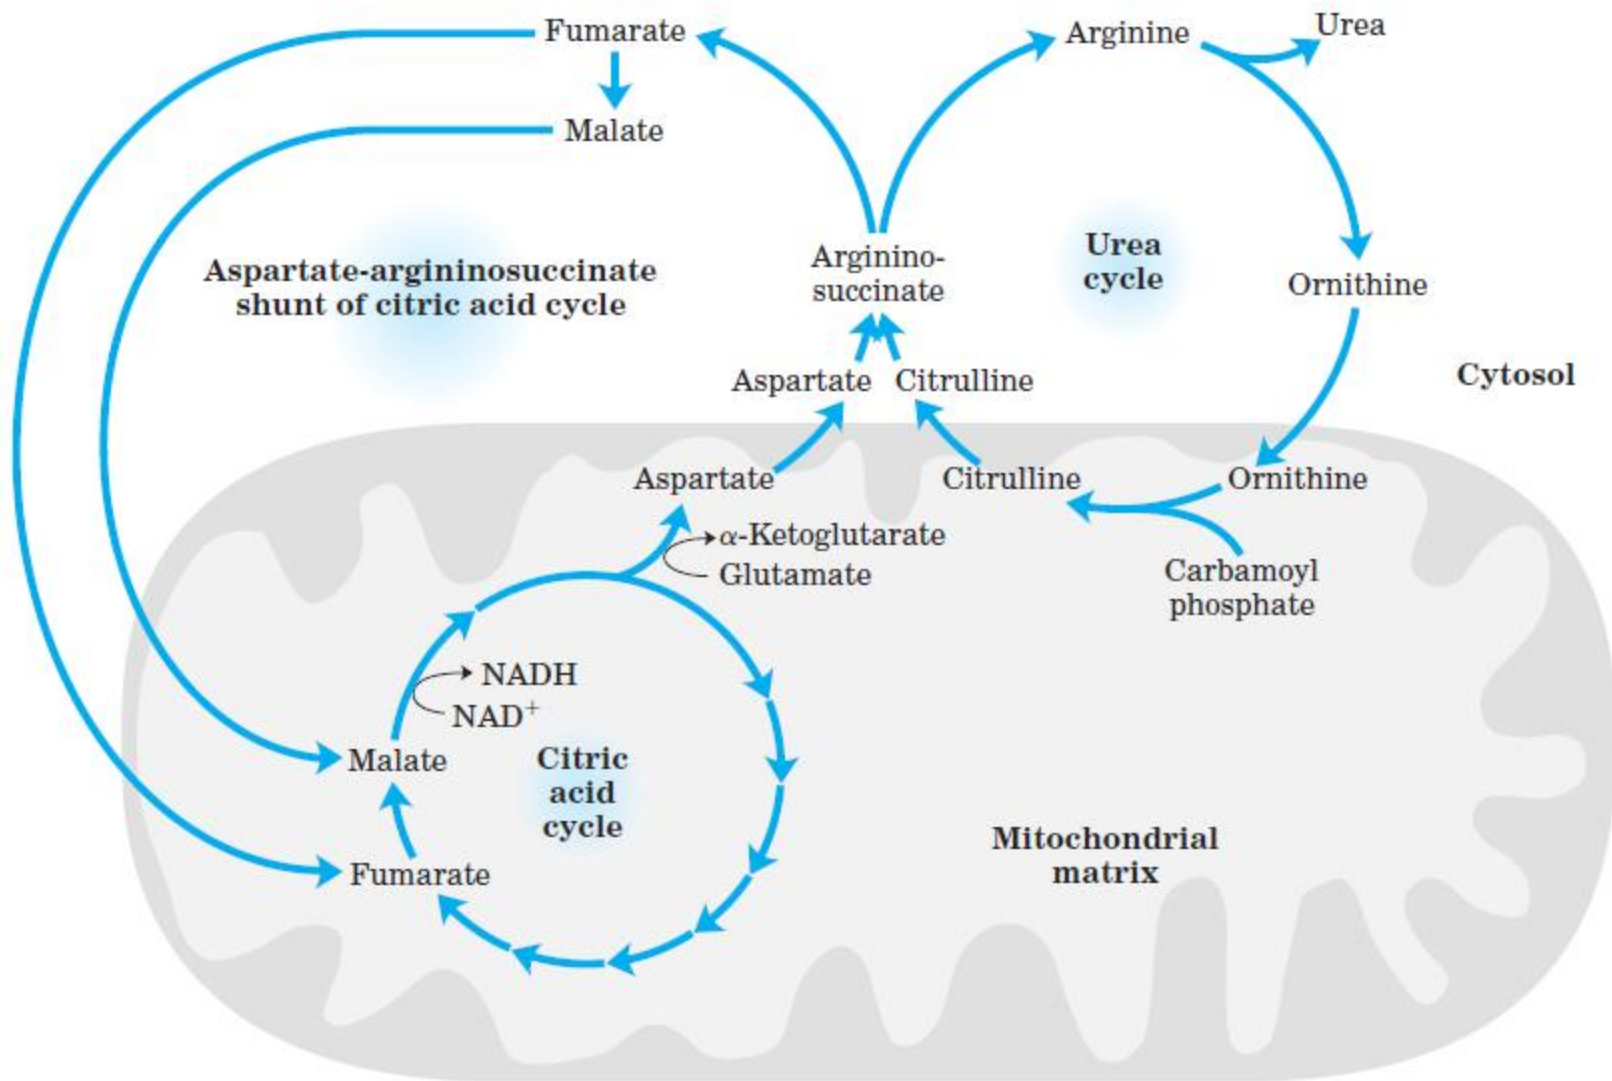 Fumarate
Arginine
Urea
Malate
Aspartate-argininosuccinate
shunt of citric acid cycle
Arginino-
succinate
Urea
cycle
Ornithine
Aspartate
Citrulline
Cytosol
Aspartate
Citrulline
Ornithine
α-Ketoglutarate
Glutamate
Carbamoyl
phosphate
NADH
NAD+
Malate
Citric
acid
cycle
Mitochondrial
matrix
Fumarate